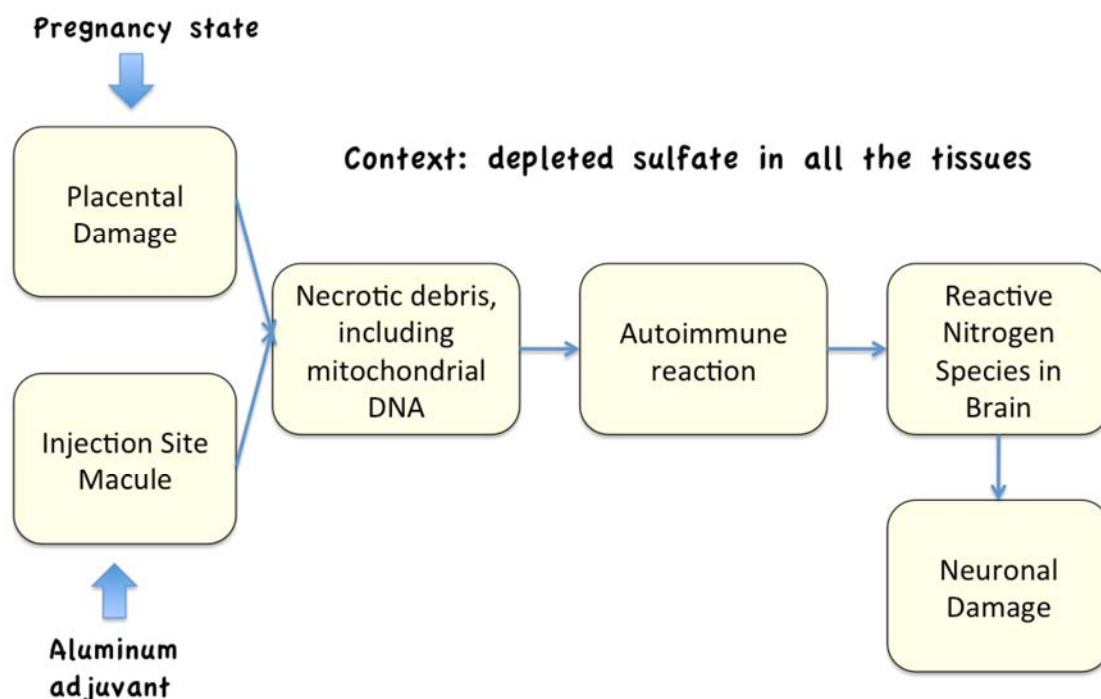 Pregnancy state
Context: depleted sulfate in all the tissues
Placental
Damage
Injection Site
Macule
Aluminum
adjuvant
Necrotic debris,
including
mitochondrial
DNA
Autoimmune
reaction
Reactive
Nitrogen
Species in
Brain
Neuronal
Damage